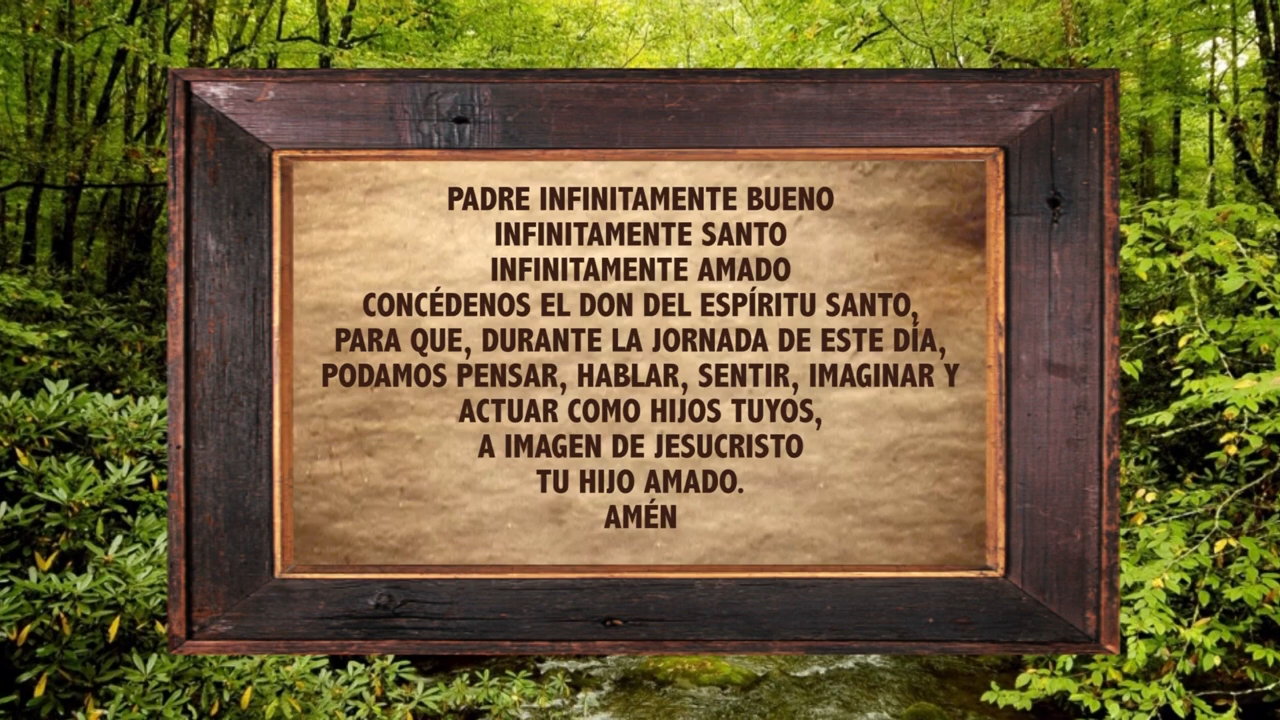 PADRE INFINITAMENTE BUENO
INFINITAMENTE SANTO
INFINITAMENTE AMADO
CONCÉDENOS EL DON DEL ESPÍRITU SANTO,
PARA QUE, DURANTE LA JORNADA DE ESTE DÍA,
PODAMOS PENSAR, HABLAR, SENTIR, IMAGINAR Y
ACTUAR COMO HIJOS TUYOS,
A IMAGEN DE JESUCRISTO
TU HIJO AMADO.
AMÉN